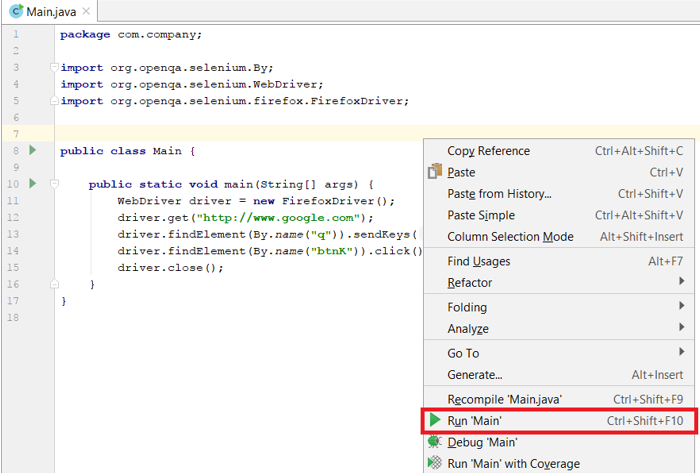 Main.java
1 package com.company;
2
3 import org.openqa.selenium.By;
4 import org.openqa.selenium.WebDriver;
5 import org.openqa.selenium.firefox.FirefoxDriver;
6
7
8 public class Main {
9
10 public static void main(String[] args) {
11 WebDriver driver = new FirefoxDriver();
12 driver.get("http://www.google.com");
13 driver.findElement(By.name("q")).sendKeys(
14 driver.findElement(By.name("btnK")).click()
15 driver.close();
16 }
17 }
18
Copy Reference Ctrl+Alt+Shift+C
Paste Ctrl+V
Paste from History... Ctrl+Shift+V
Paste Simple Ctrl+Alt+Shift+V
Column Selection Mode Alt+Shift+Insert
Find Usages Alt+F7
Refactor
Folding
Analyze
Go To
Generate... Alt+Insert
Recompile 'Main.java' Ctrl+Shift+F9
Run 'Main' Ctrl+Shift+F10
Debug 'Main'
Run 'Main' with Coverage